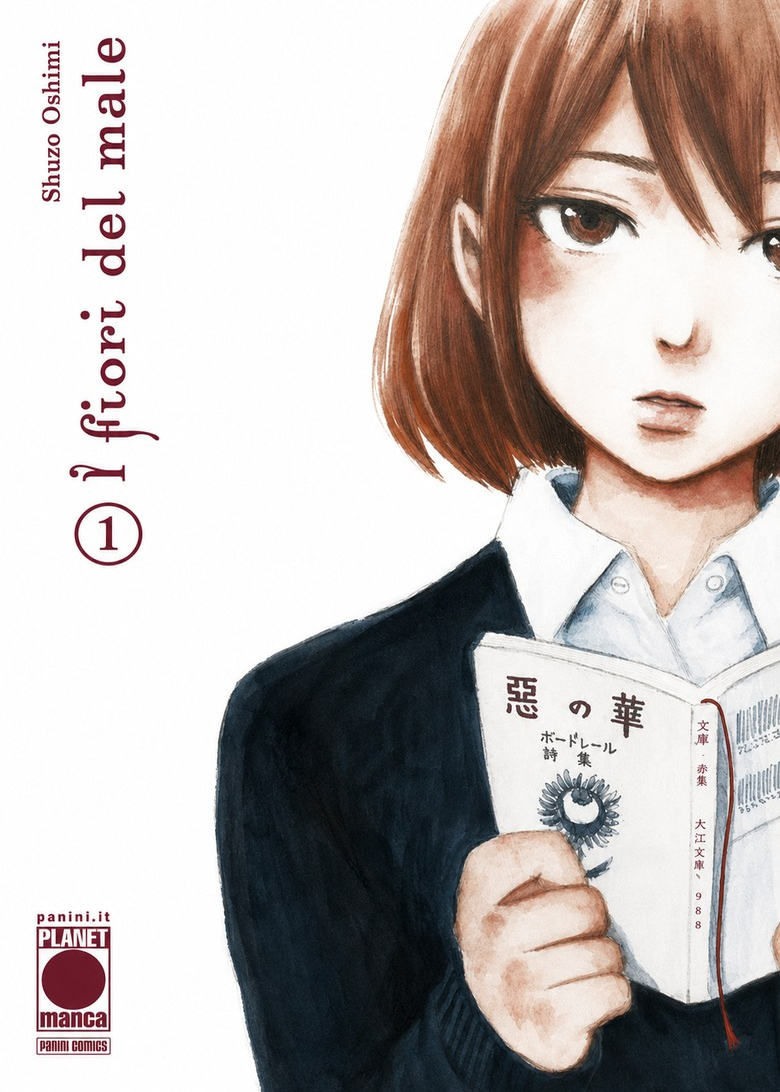 Shuzo Oshimi
I fiori del male
1
惡の華
ボードレール
詩集
文庫・赤集 大江文庫 988
panini.it
PLANET
manca
PANINI COMICS